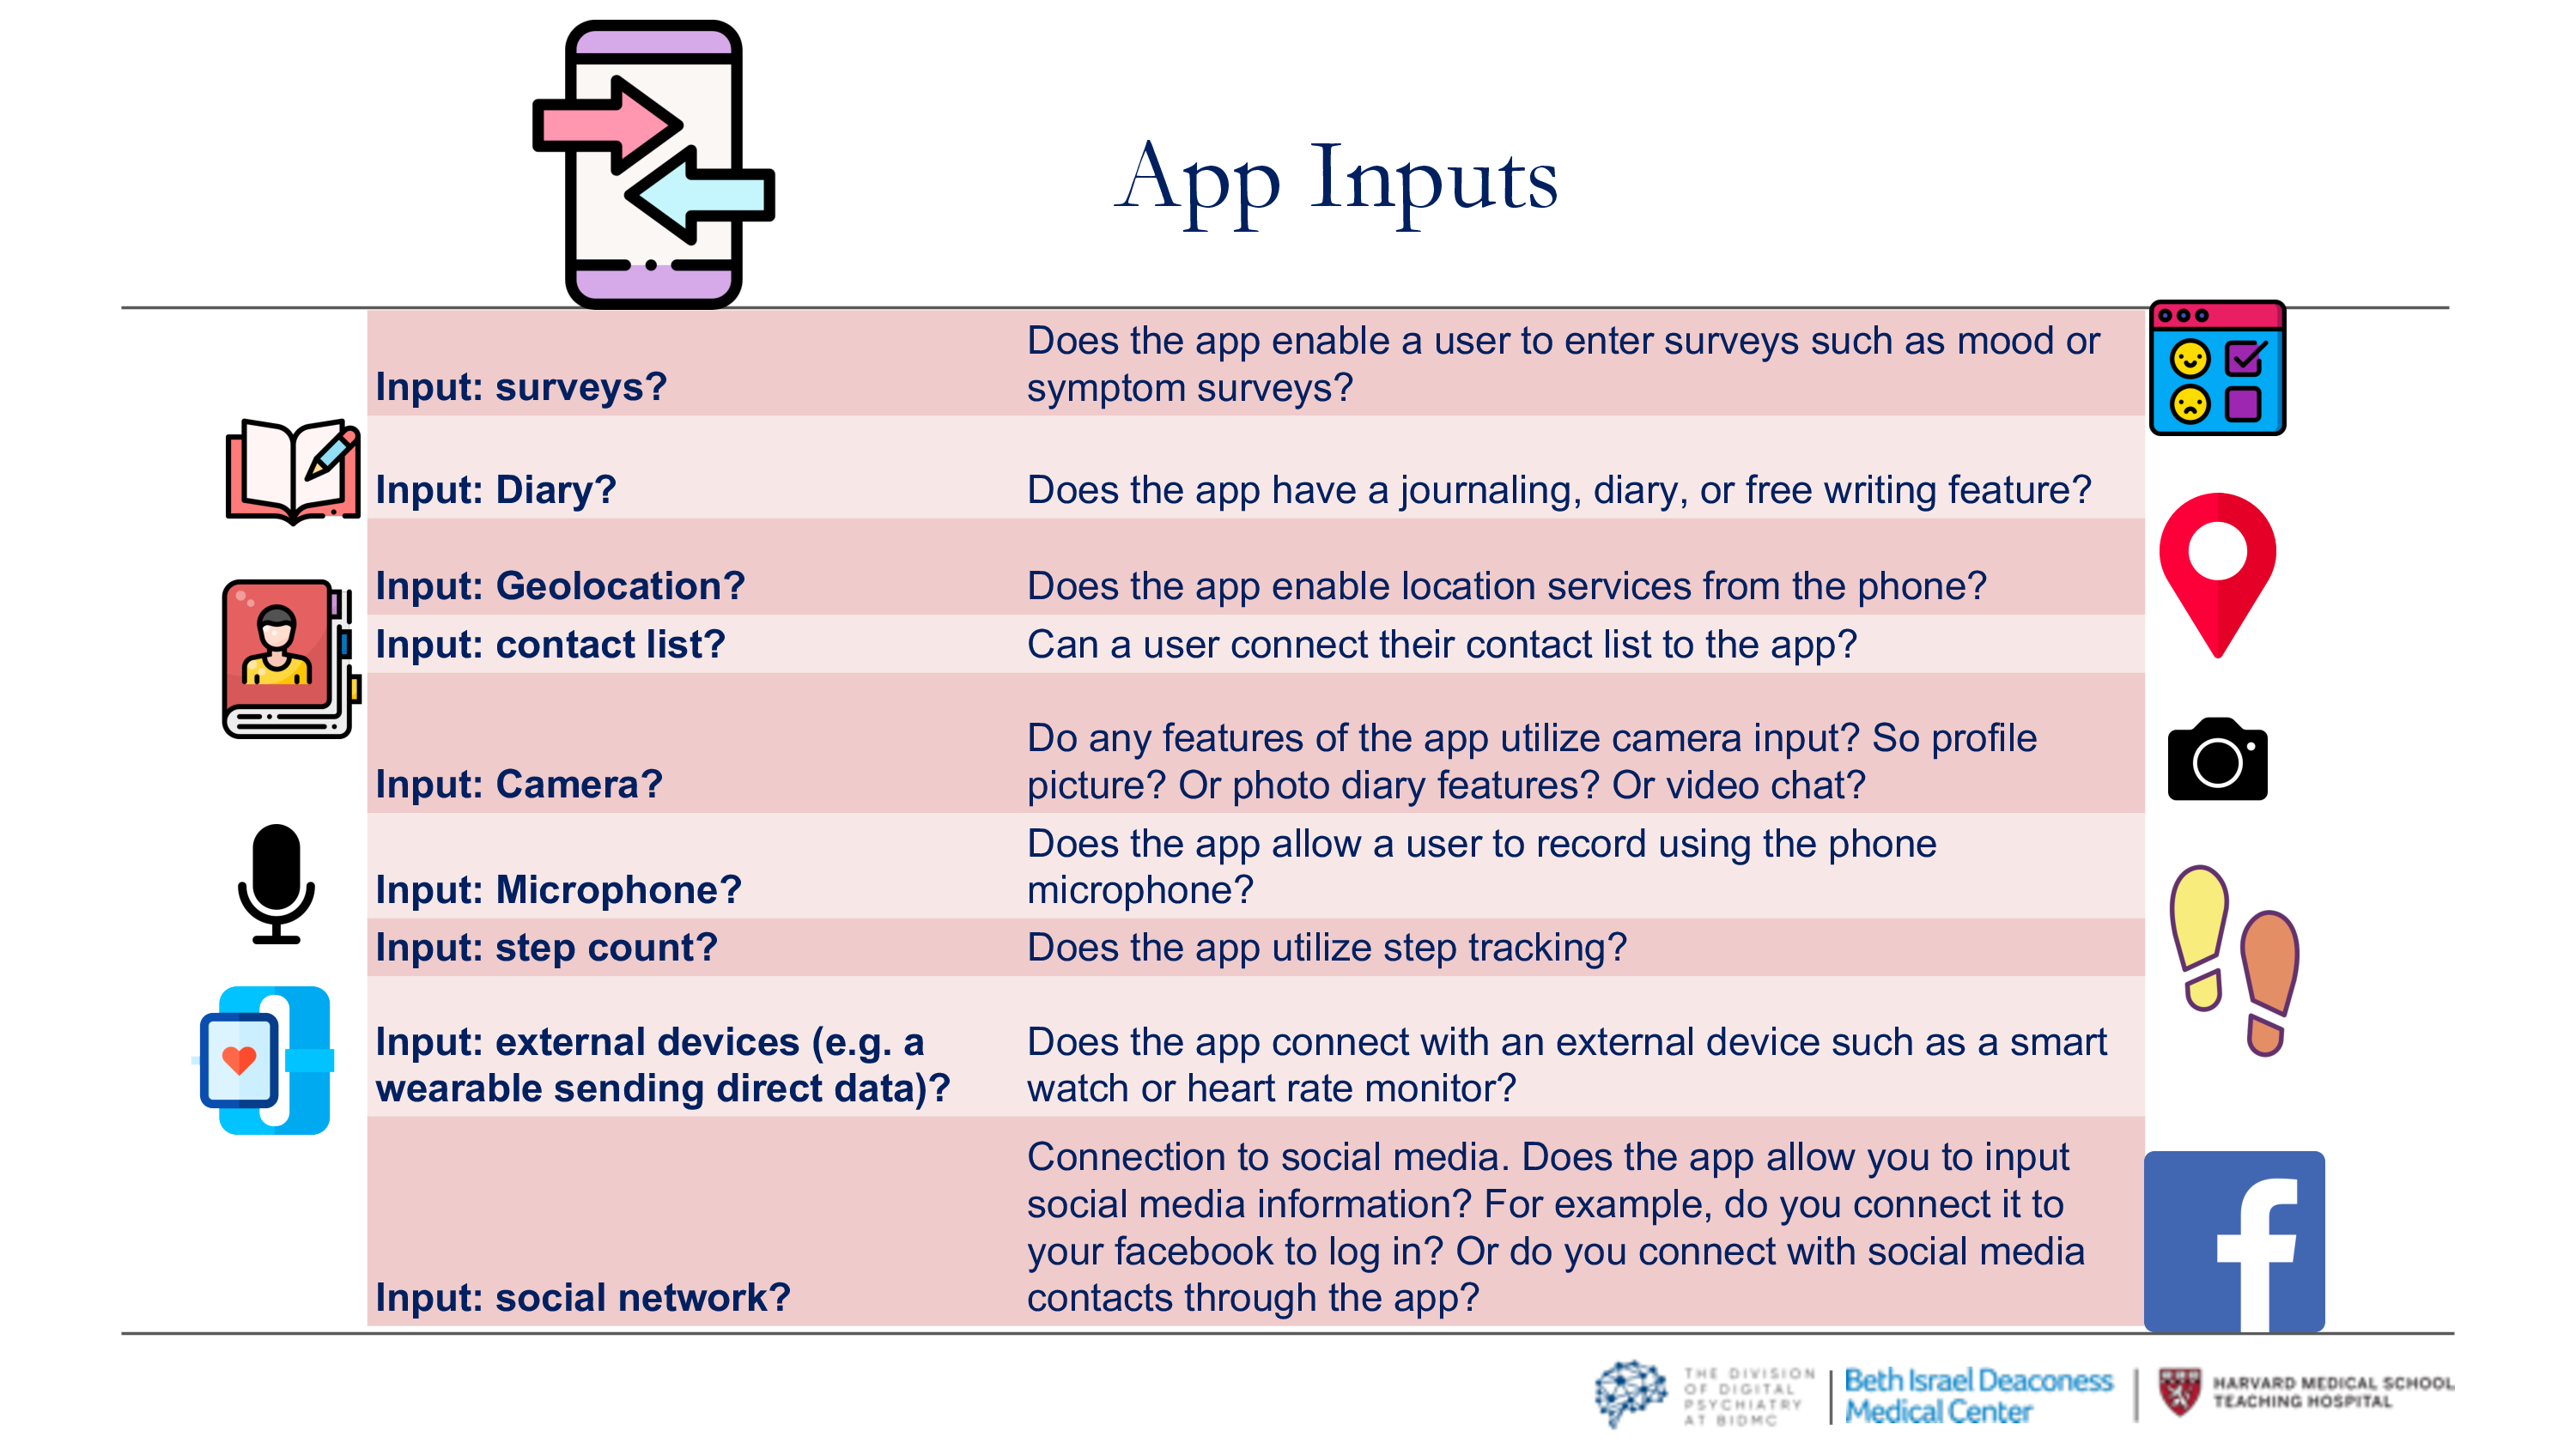 App Inputs
Does the app enable a user to enter surveys such as mood or
Input: surveys?
symptom surveys?
Input: Diary?
Does the app have a journaling, diary, or free writing feature?
Input: Geolocation?
Does the app enable location services from the phone?
Input: contact list?
Can a user connect their contact list to the app?
Do any features of the app utilize camera input? So profile
Input: Camera?
picture? Or photo diary features? Or video chat?
Does the app allow a user to record using the phone
Input: Microphone?
microphone?
Input: step count?
Does the app utilize step tracking?
Input: external devices (e.g. a
wearable sending direct data)?
Does the app connect with an external device such as a smart
watch or heart rate monitor?
Connection to social media. Does the app allow you to input
social media information? For example, do you connect it to
your facebook to log in? Or do you connect with social media
Input: social network?
contacts through the app?
f
THE DIVISION
OF DIGITAL
PSYCHIATRY
AT BIDMC
Beth Israel Deaconess
Medical Center
HARVARD MEDICAL SCHOOL
TEACHING HOSPITAL